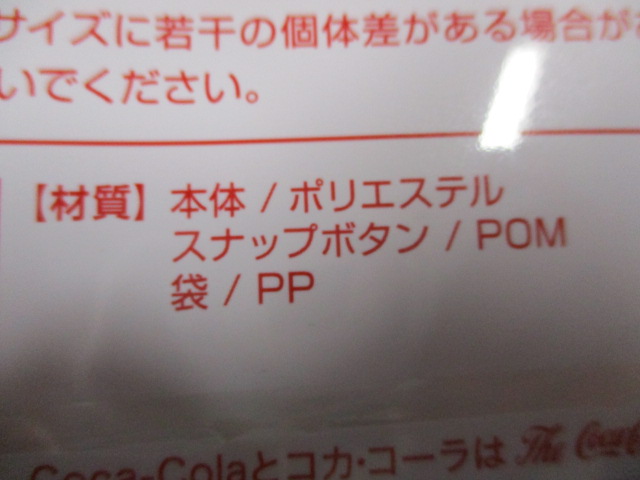 サイズに若干の個体差がある場合が
いでください。
【材質】本体 / ポリエステル
スナップボタン / POM
袋 / PP
Coca-Colaとコカ・コーラは The Coca-C